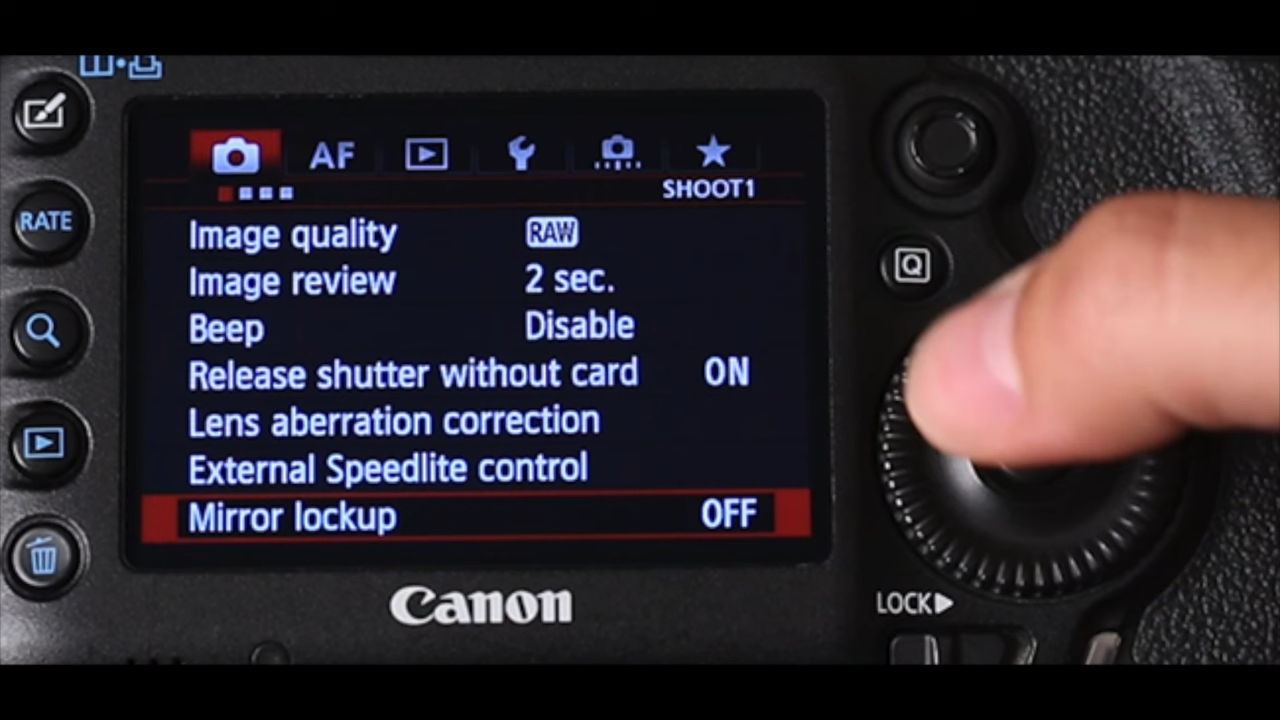 AF
SHOOT1
RATE
Image quality RAW
Image review 2 sec.
Beep Disable
Release shutter without card ON
Lens aberration correction
External Speedlite control
Mirror lockup OFF
Q
Canon
LOCK▶